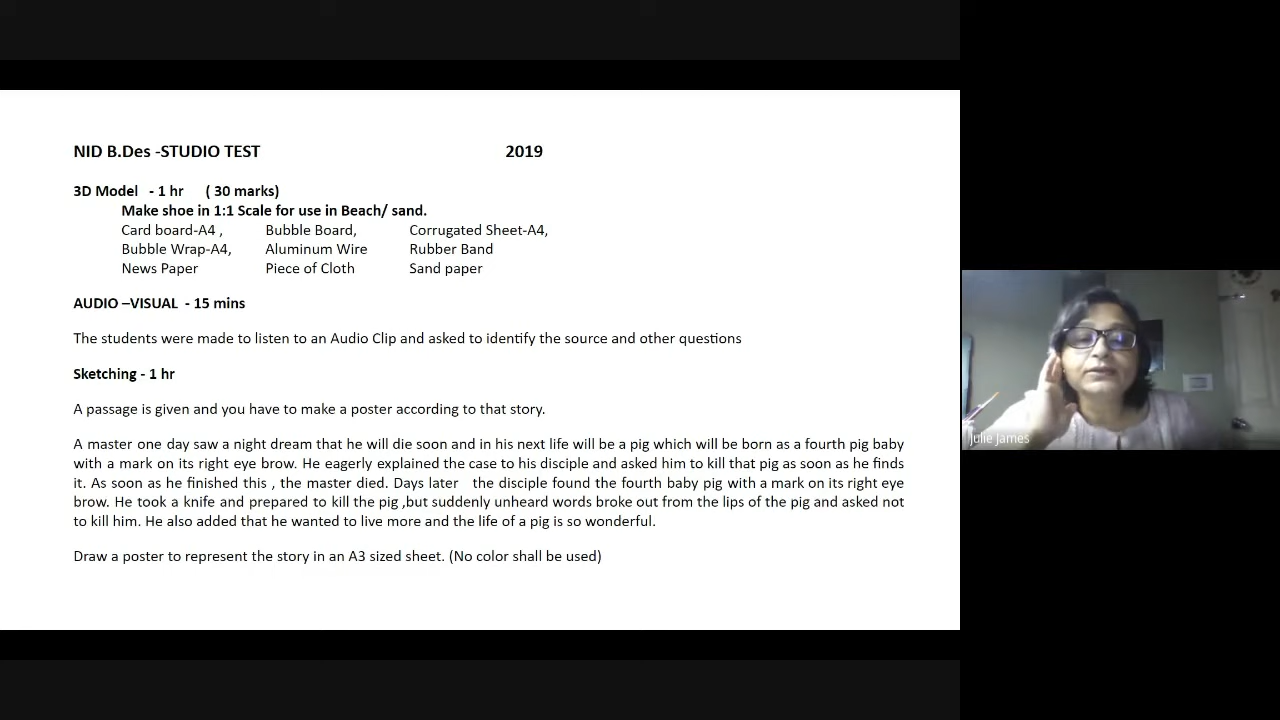 NID B.Des -STUDIO TEST 2019
3D Model - 1 hr ( 30 marks)
Make shoe in 1:1 Scale for use in Beach/ sand.
Card board-A4 , Bubble Board, Corrugated Sheet-A4,
Bubble Wrap-A4, Aluminum Wire Rubber Band
News Paper Piece of Cloth Sand paper
AUDIO –VISUAL - 15 mins
The students were made to listen to an Audio Clip and asked to identify the source and other questions
Sketching - 1 hr
A passage is given and you have to make a poster according to that story.
A master one day saw a night dream that he will die soon and in his next life will be a pig which will be born as a fourth pig baby
with a mark on its right eye brow. He eagerly explained the case to his disciple and asked him to kill that pig as soon as he finds
it. As soon as he finished this , the master died. Days later the disciple found the fourth baby pig with a mark on its right eye
brow. He took a knife and prepared to kill the pig ,but suddenly unheard words broke out from the lips of the pig and asked not
to kill him. He also added that he wanted to live more and the life of a pig is so wonderful.
Draw a poster to represent the story in an A3 sized sheet. (No color shall be used)
Julie James